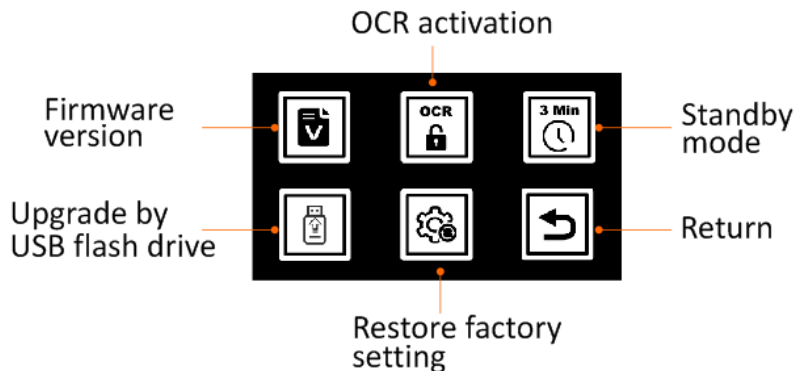 OCR activation
Firmware
version
OCR
3 Min
Standby
mode
V
Upgrade by
USB flash drive
Return
Restore factory
setting